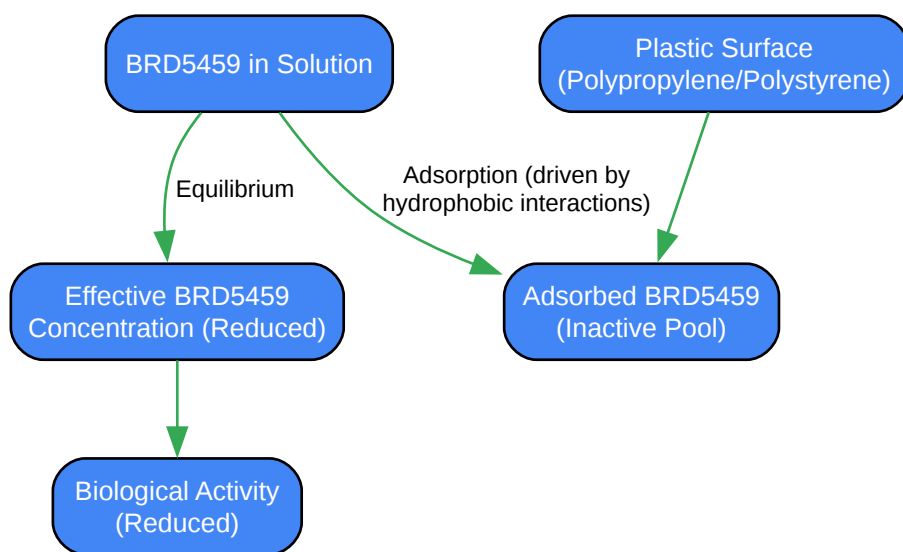 BRD5459 in Solution
Plastic Surface
(Polypropylene/Polystyrene)
Equilibrium
Adsorption (driven by
hydrophobic interactions)
Effective BRD5459
Concentration (Reduced)
Adsorbed BRD5459
(Inactive Pool)
Biological Activity
(Reduced)